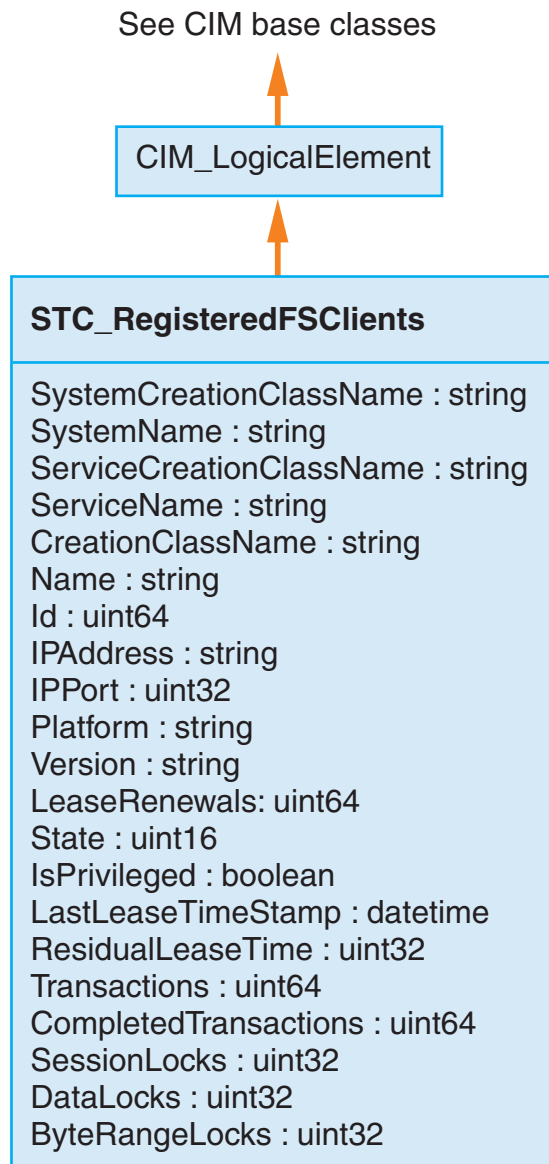 See CIM base classes
CIM_LogicalElement
STC_RegisteredFSClients
SystemCreationClassName : string
SystemName : string
ServiceCreationClassName : string
ServiceName : string
CreationClassName : string
Name : string
Id : uint64
IPAddress : string
IPPort : uint32
Platform : string
Version : string
LeaseRenewals: uint64
State : uint16
IsPrivileged : boolean
LastLeaseTimeStamp : datetime
ResidualLeaseTime : uint32
Transactions : uint64
CompletedTransactions : uint64
SessionLocks : uint32
DataLocks : uint32
ByteRangeLocks : uint32